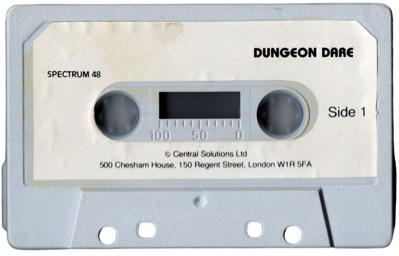 DUNGEON DARE
SPECTRUM 48
Side 1
100 50 0
© Central Solutions Ltd
500 Chesham House, 150 Regent Street, London W1R 5FA